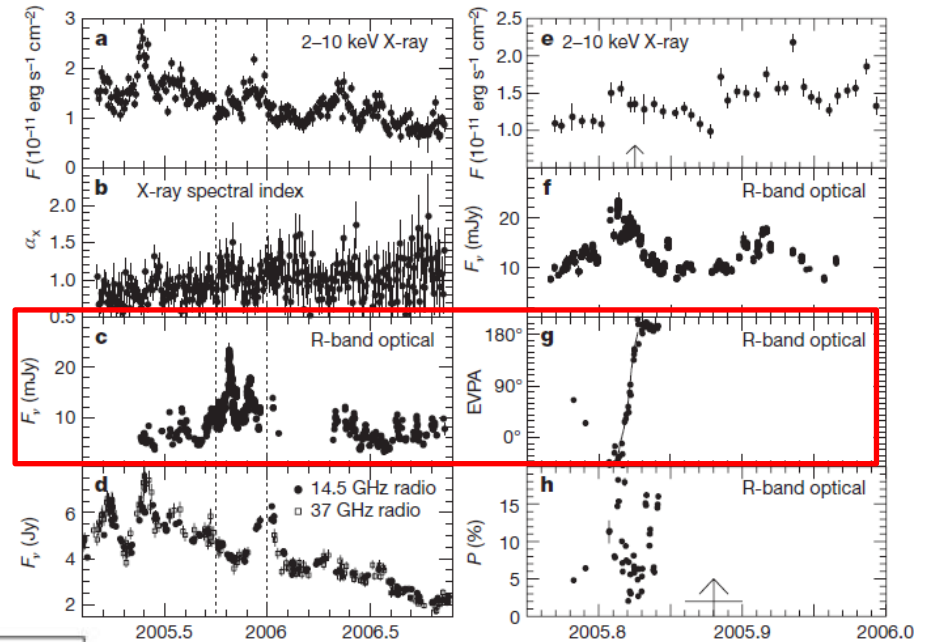 a
2–10 keV X-ray
F (10⁻¹¹ erg s⁻¹ cm⁻²)
3
2
1
0
b
X-ray spectral index
αₓ
2.0
1.5
1.0
0.5
c
R-band optical
Fᵥ (mJy)
20
10
d
14.5 GHz radio
37 GHz radio
Fᵥ (Jy)
6
4
2
2005.5
2006
2006.5
e
2–10 keV X-ray
F (10⁻¹¹ erg s⁻¹ cm⁻²)
2.5
2.0
1.5
1.0
f
R-band optical
Fᵥ (mJy)
20
10
g
R-band optical
EVPA
180°
90°
0°
h
R-band optical
P (%)
15
10
5
0
2005.8
2005.9
2006.0